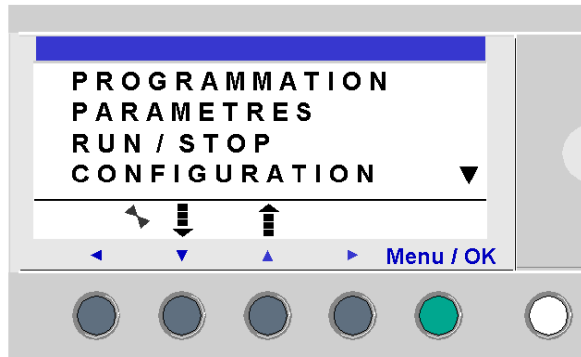 PROGRAMMATION
PARAMETRES
RUN / STOP
CONFIGURATION
Menu / OK